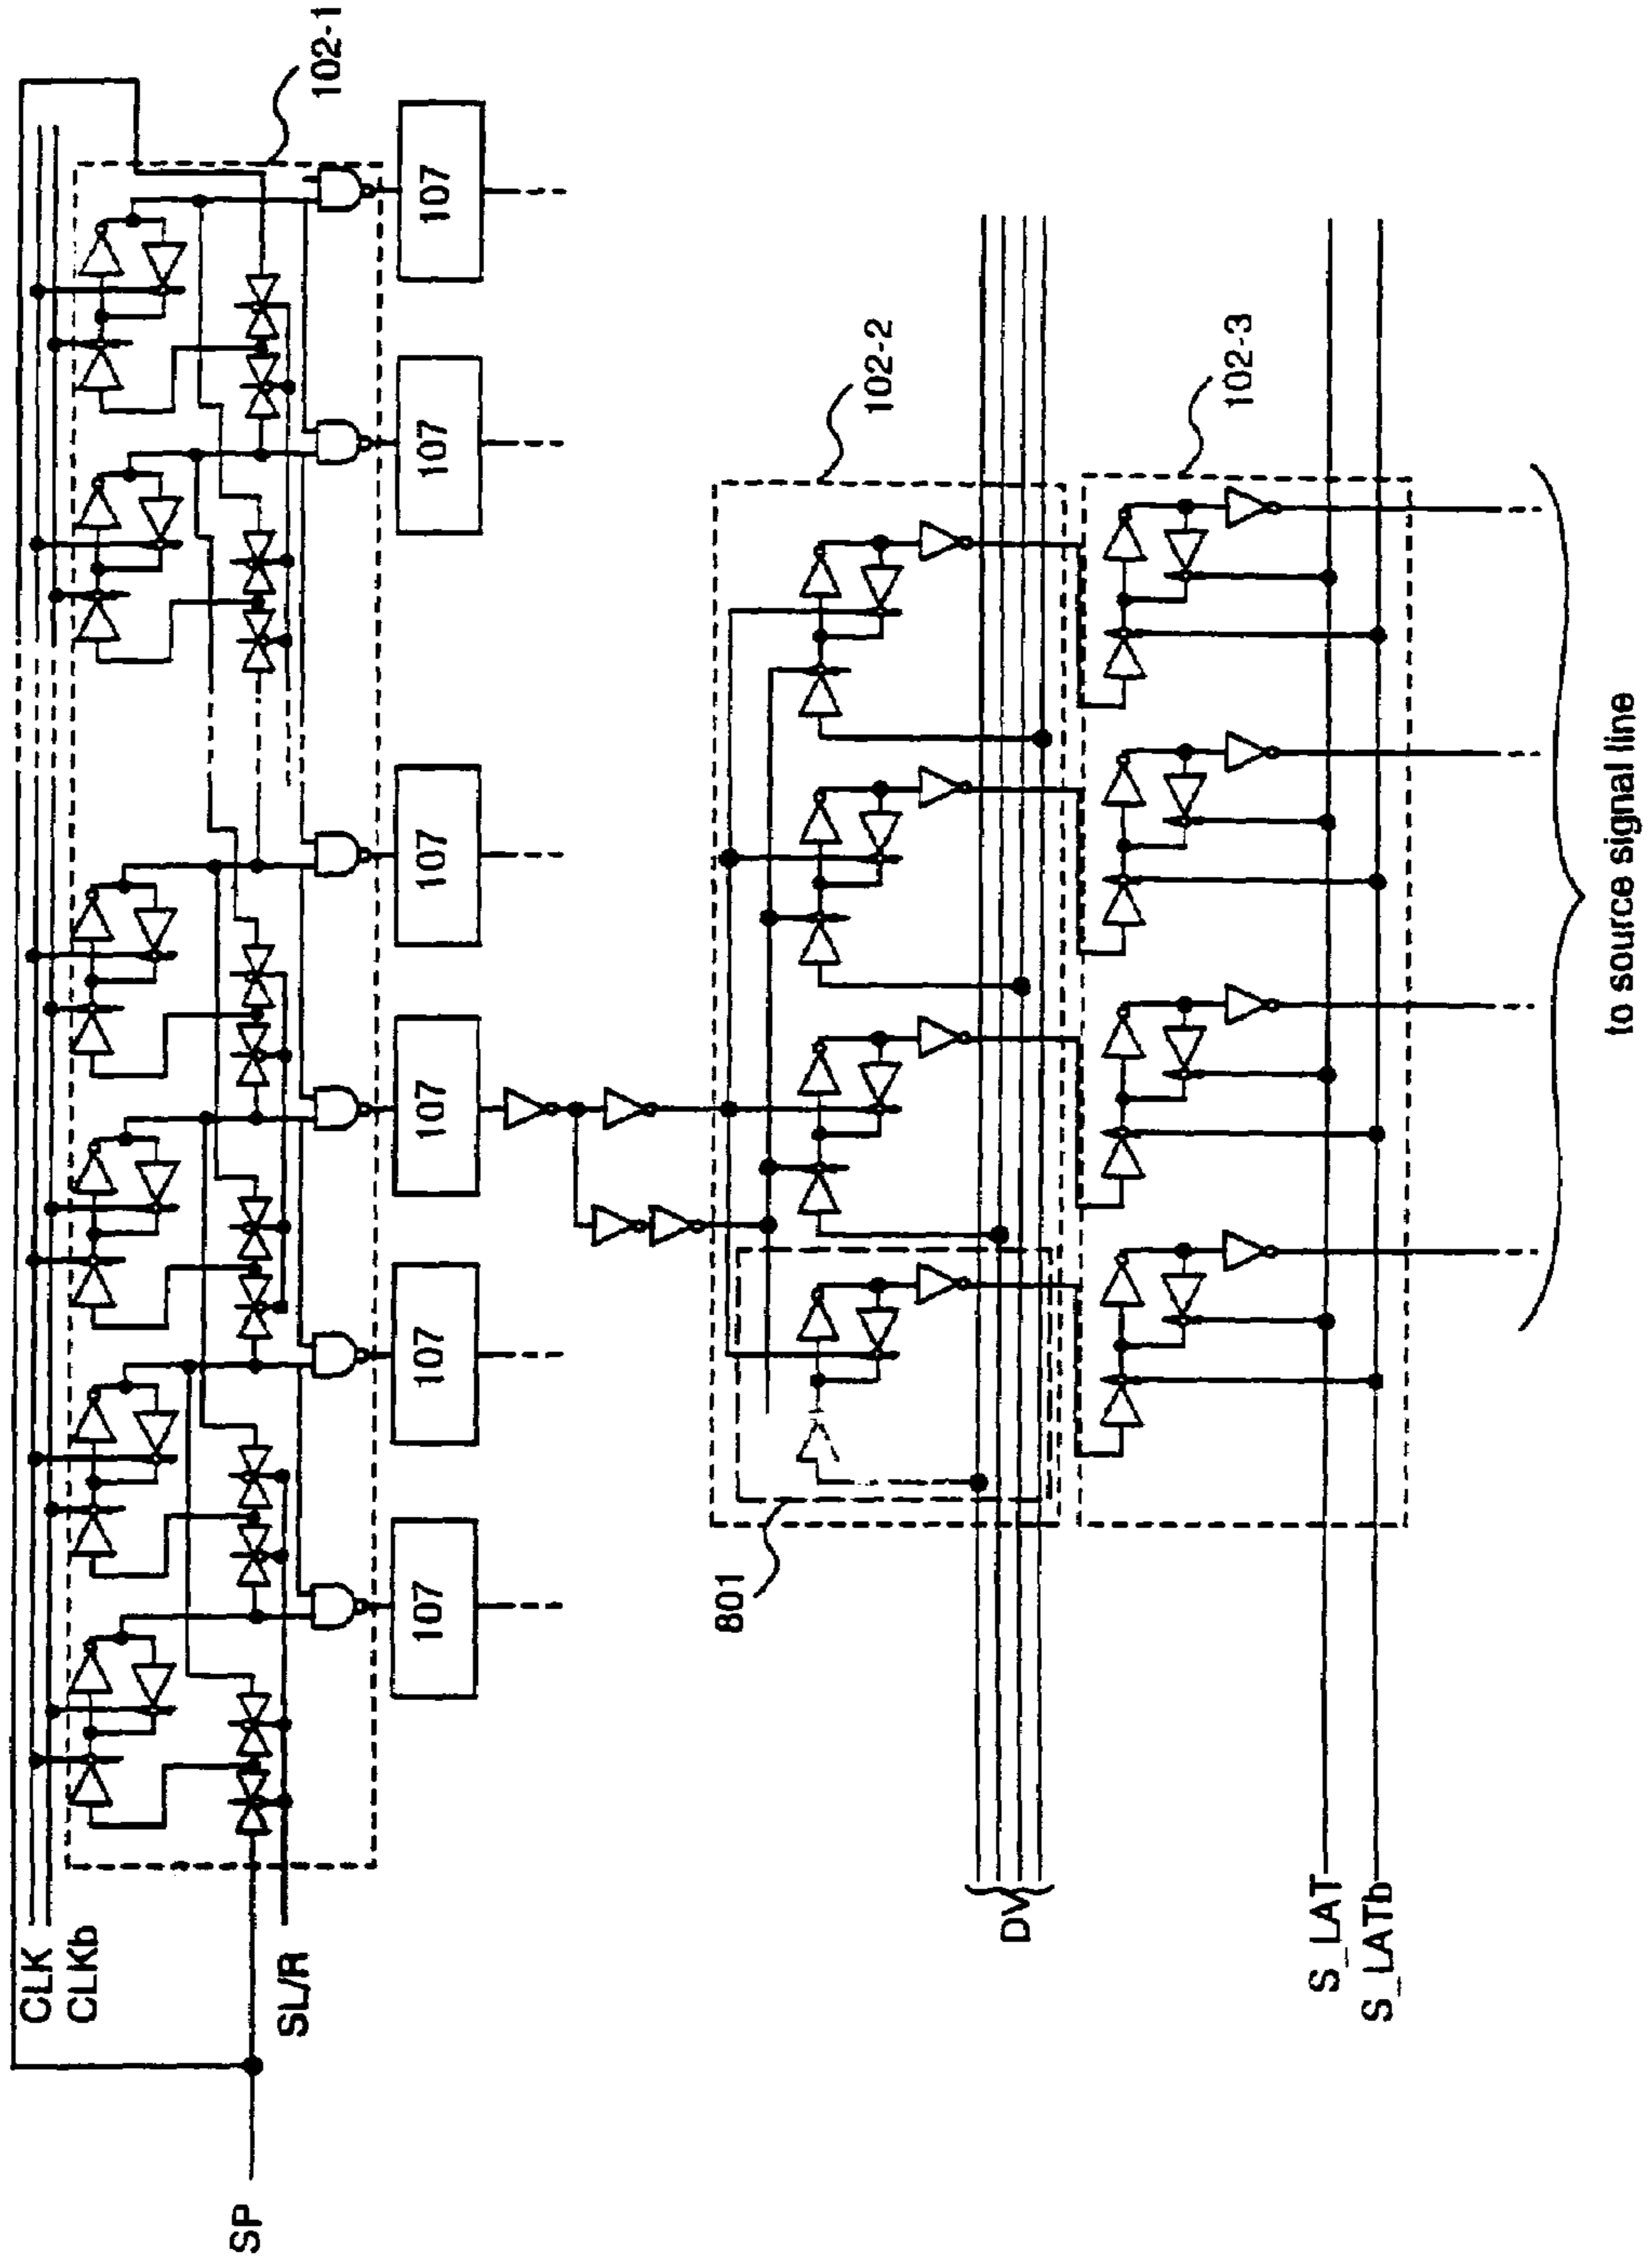 SP
CLK
CLKb
SL/R
102-1
107
107
107
107
107
107
801
102-2
DV
102-3
S_LAT
S_LATb
to source signal line